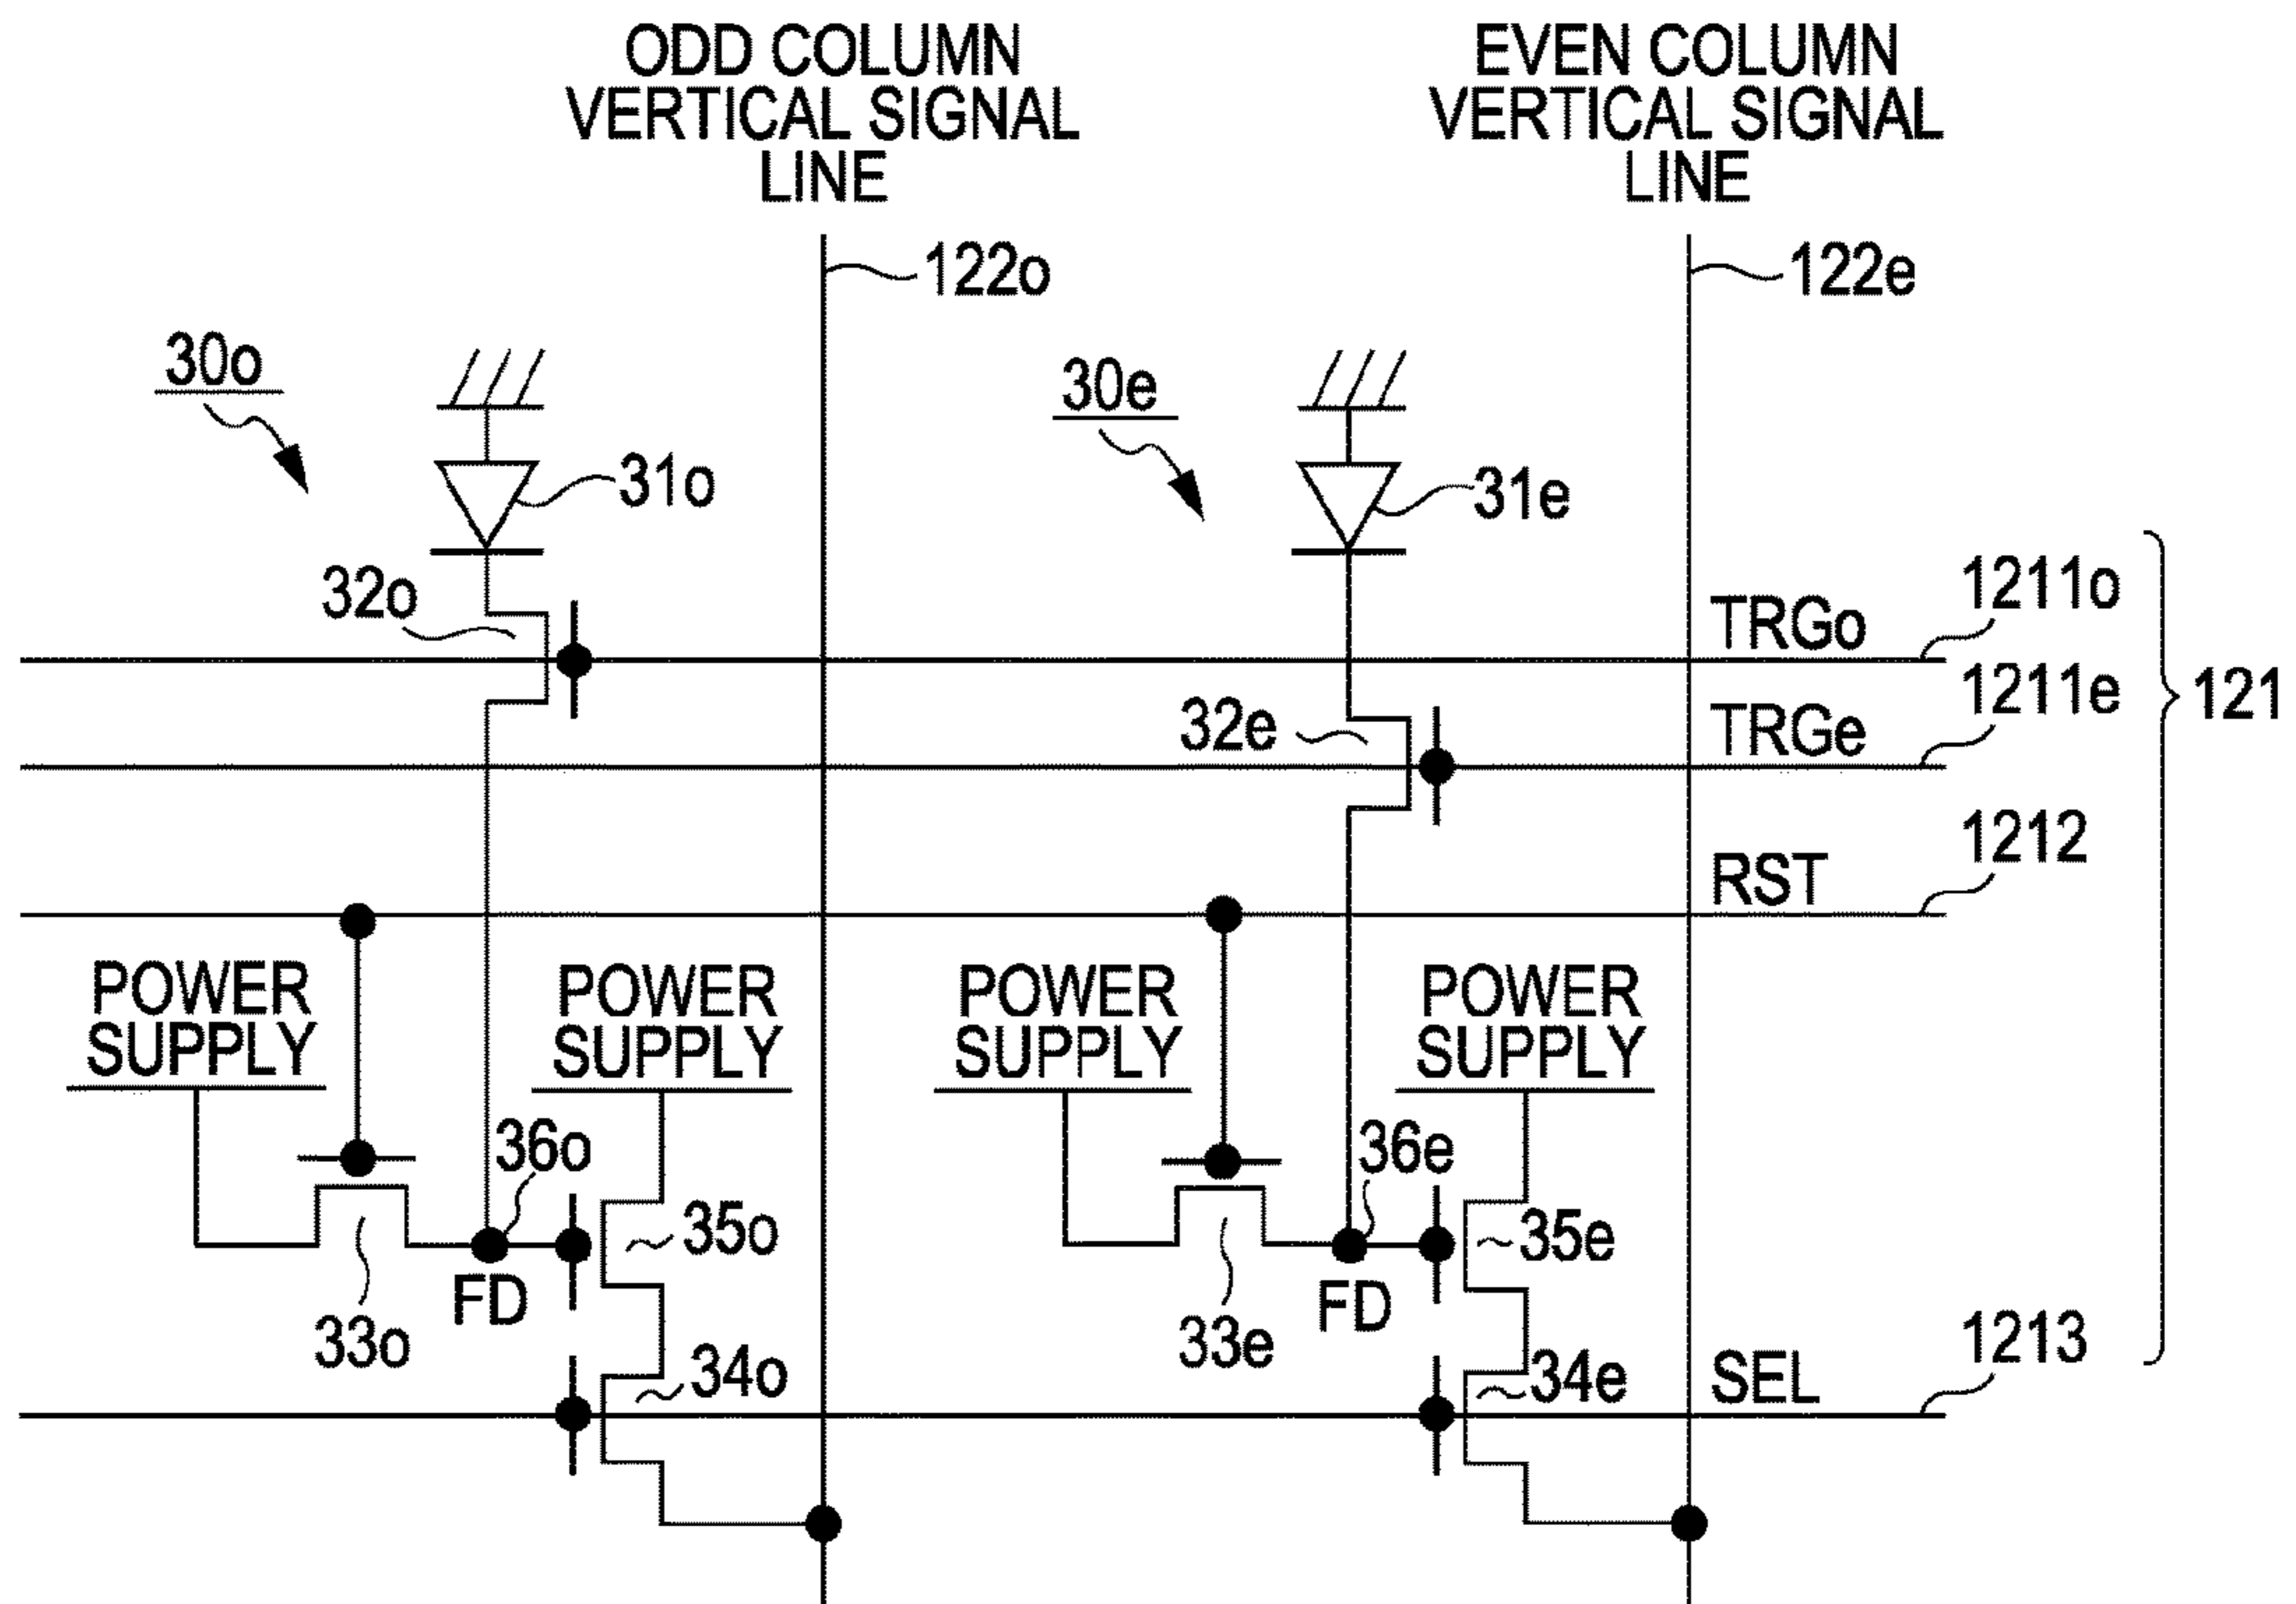 ODD COLUMN
VERTICAL SIGNAL
LINE
EVEN COLUMN
VERTICAL SIGNAL
LINE
122o
122e
30o
30e
31o
31e
32o
TRGo
1211o
32e
TRGe
1211e
121
RST
1212
POWER
SUPPLY
POWER
SUPPLY
POWER
SUPPLY
POWER
SUPPLY
36o
36e
35o
35e
FD
FD
33o
33e
34o
34e
SEL
1213